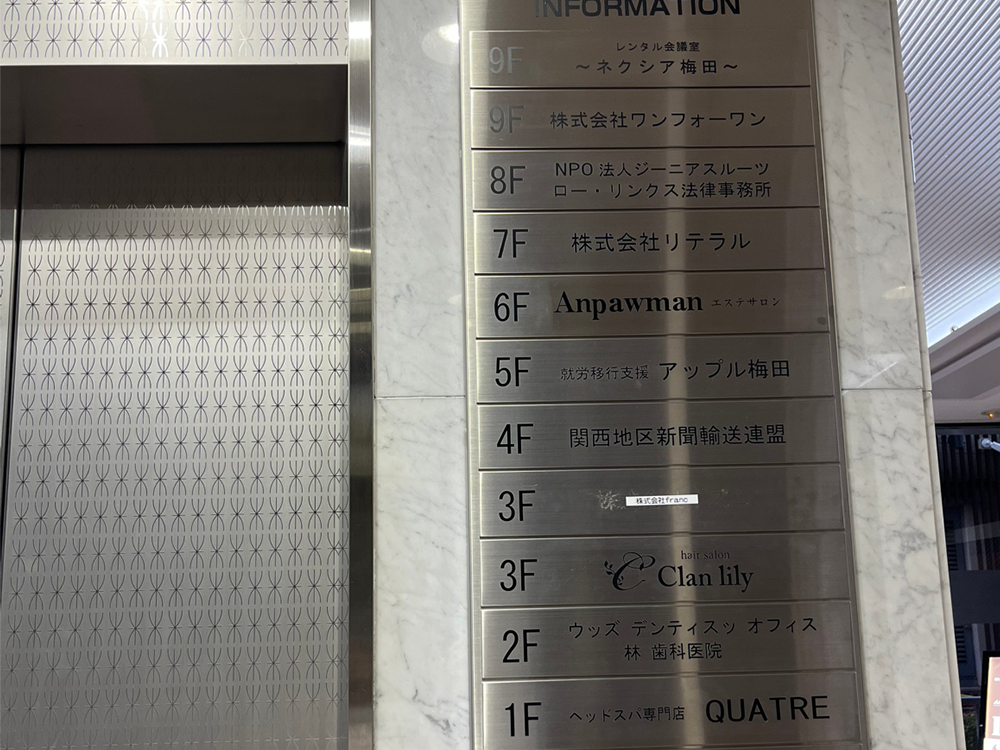 INFORMATION
レンタル会議室
9F ～ネクシア梅田～
9F 株式会社ワンフォーワン
8F NPO 法人ジーニアスルーツ
ロー・リンクス法律事務所
7F 株式会社リテラル
6F Anpawman エステサロン
5F 就労移行支援 アップル梅田
4F 関西地区新聞輸送連盟
3F 株式会社franc
hair salon
3F Clan lily
2F ウッズ デンティスッ オフィス
林 歯科医院
1F ヘッドスパ専門店 QUATRE